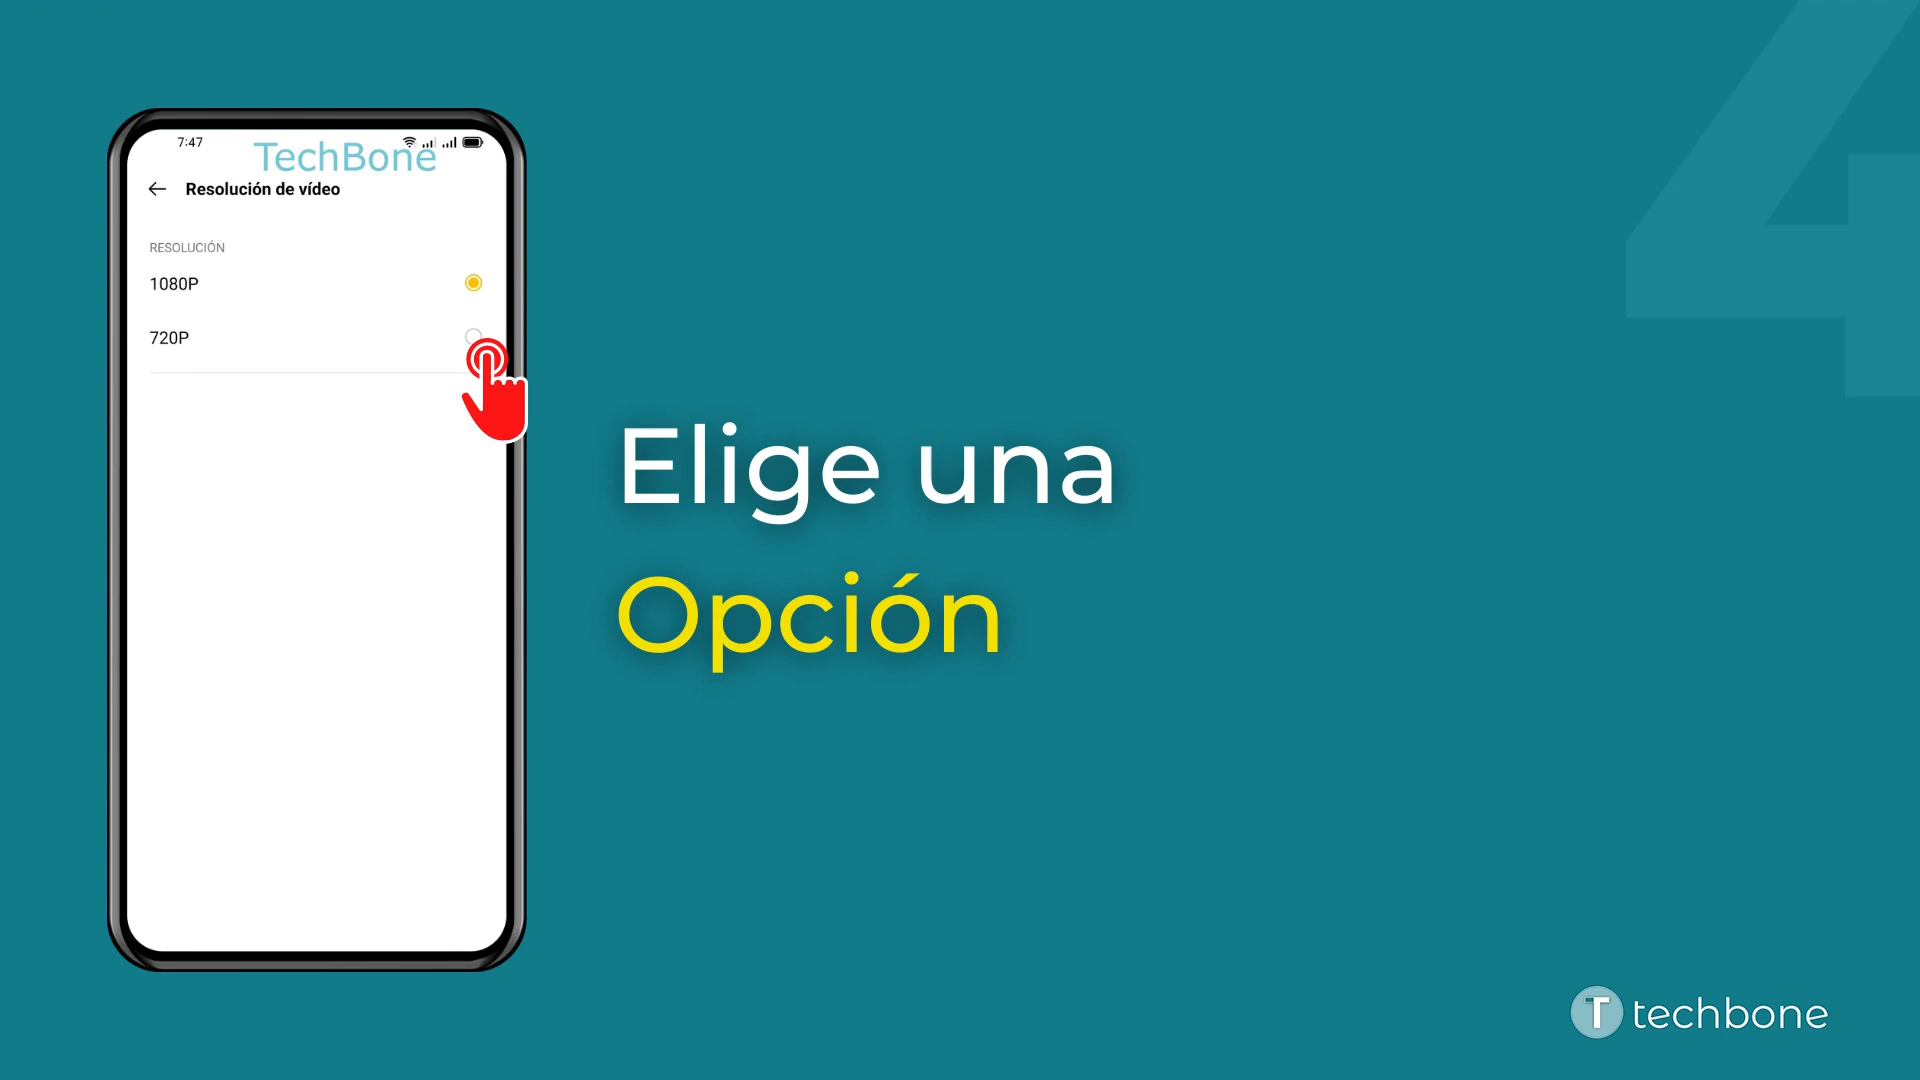 4
7:47
TechBone
Resolución de vídeo
RESOLUCIÓN
1080P
720P
Elige una
Opción
T techbone